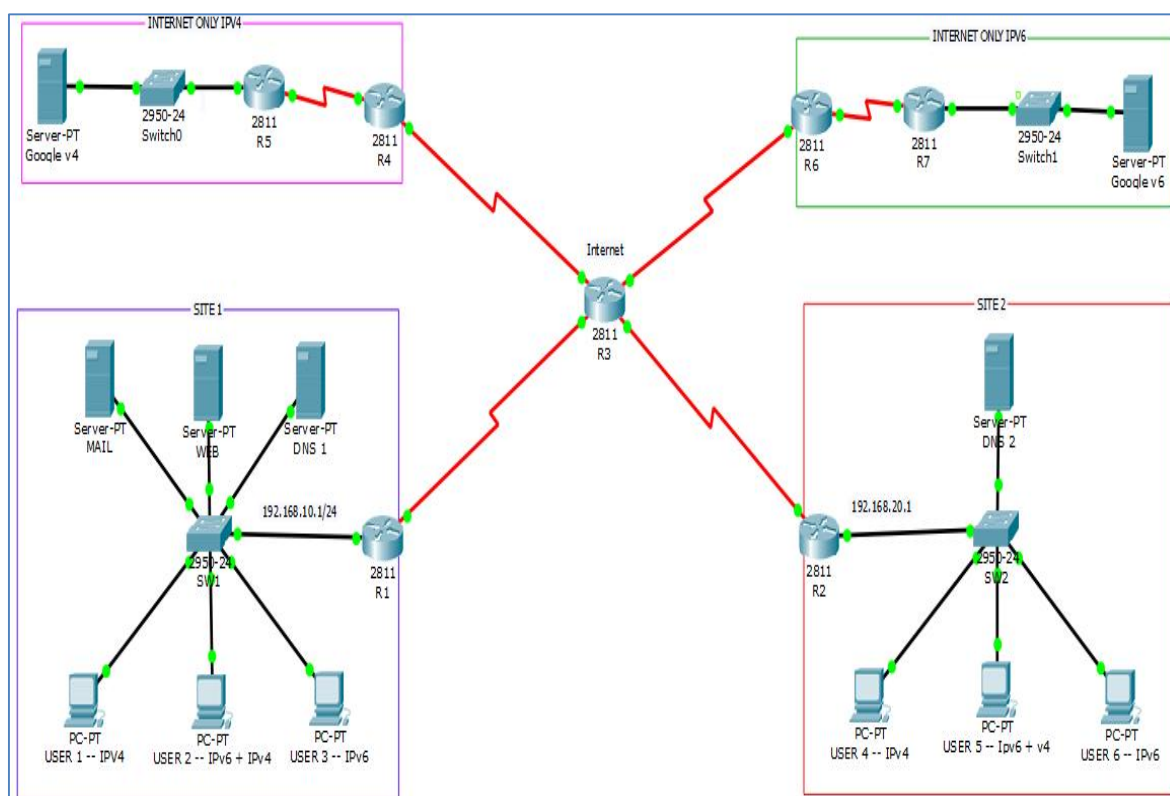 INTERNET ONLY IPV4
Server-PT
Google v4
2950-24
Switch0
2811
R5
2811
R4
INTERNET ONLY IPV6
2811
R6
2811
R7
2950-24
Switch1
Server-PT
Google v6
Internet
2811
R3
SITE 1
Server-PT
MAIL
Server-PT
WEB
Server-PT
DNS 1
192.168.10.1/24
2950-24
SW1
2811
R1
PC-PT
USER 1 -- IPV4
PC-PT
USER 2 -- IPv6 + IPv4
PC-PT
USER 3 -- IPv6
SITE 2
Server-PT
DNS 2
192.168.20.1
2950-24
SW2
2811
R2
PC-PT
USER 4 -- IPv4
PC-PT
USER 5 -- Ipv6 + v4
PC-PT
USER 6 -- IPv6